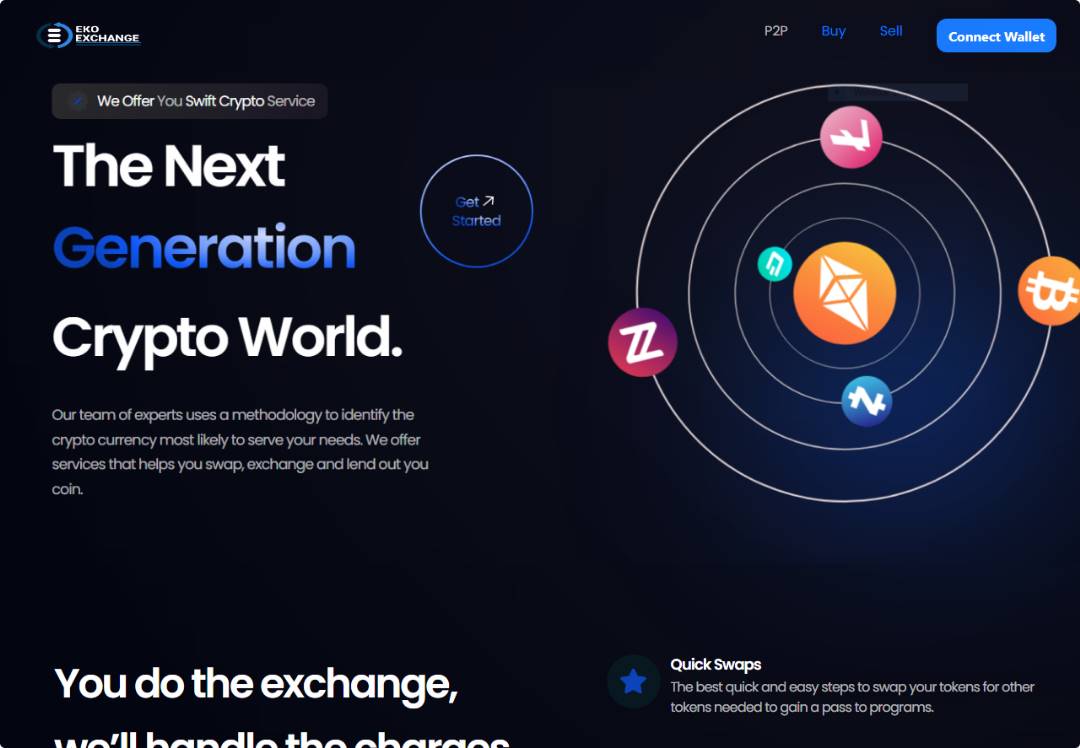 EKO
EXCHANGE
P2P
Buy
Sell
Connect Wallet
We Offer You Swift Crypto Service
The Next
Generation
Crypto World.
Get
Started
Our team of experts uses a methodology to identify the
crypto currency most likely to serve your needs. We offer
services that helps you swap, exchange and lend out you
coin.
You do the exchange,
we’ll handle the charges
Quick Swaps
The best quick and easy steps to swap your tokens for other
tokens needed to gain a pass to programs.